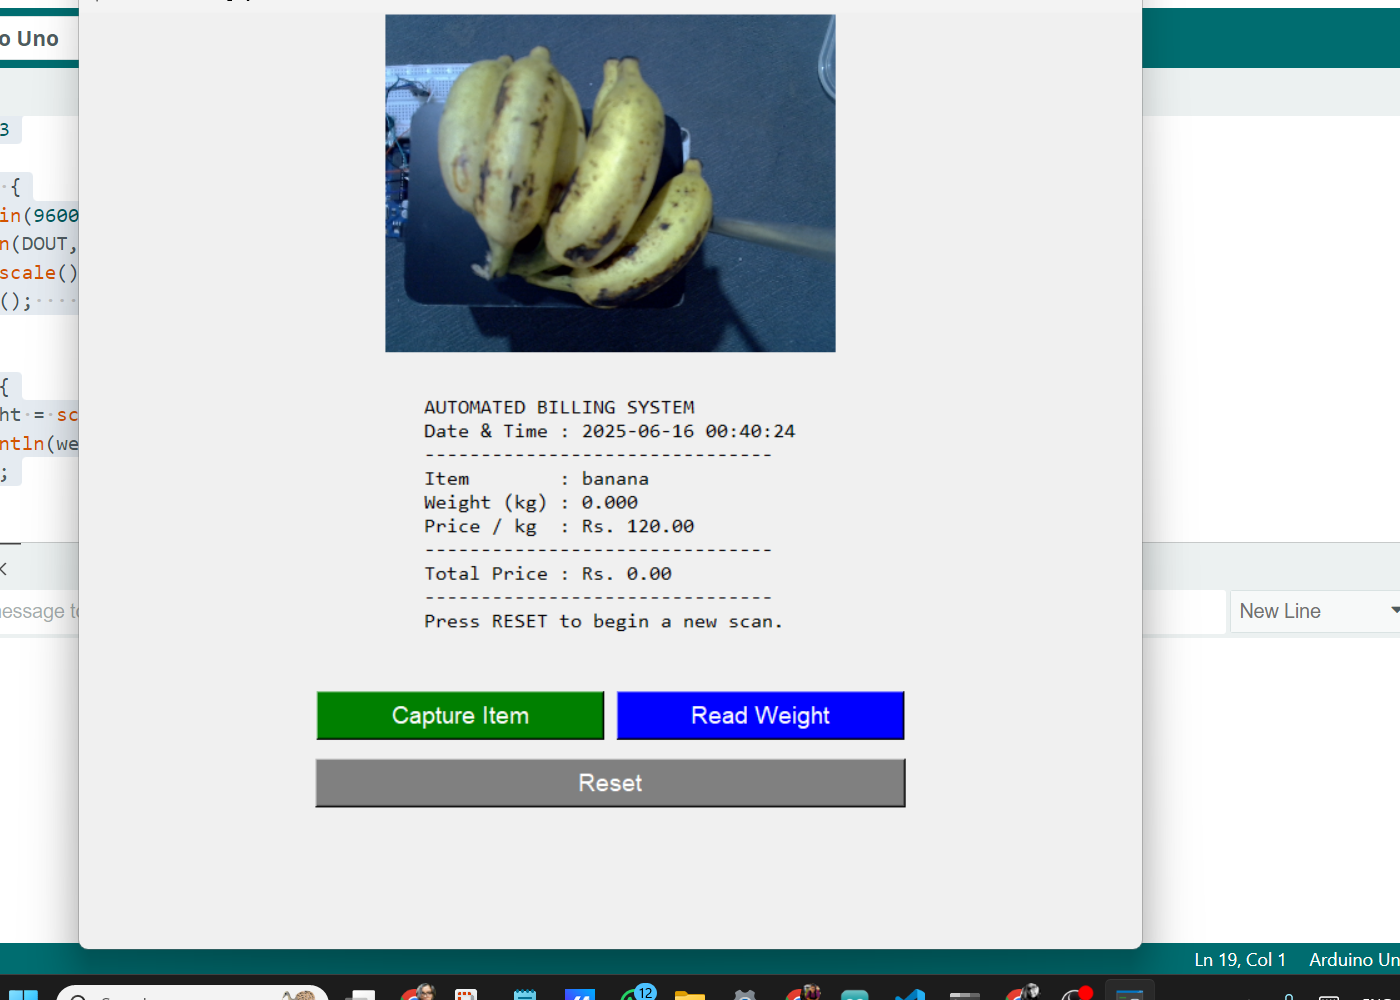 o Uno
3
{
in(9600
n(DOUT,
scale()
();
{
ht = sc
ntln(we
;
essage to
New Line
AUTOMATED BILLING SYSTEM
Date & Time : 2025-06-16 00:40:24
-------------------------------
Item : banana
Weight (kg) : 0.000
Price / kg : Rs. 120.00
-------------------------------
Total Price : Rs. 0.00
-------------------------------
Press RESET to begin a new scan.
Capture Item
Read Weight
Reset
Ln 19, Col 1
Arduino Un
12